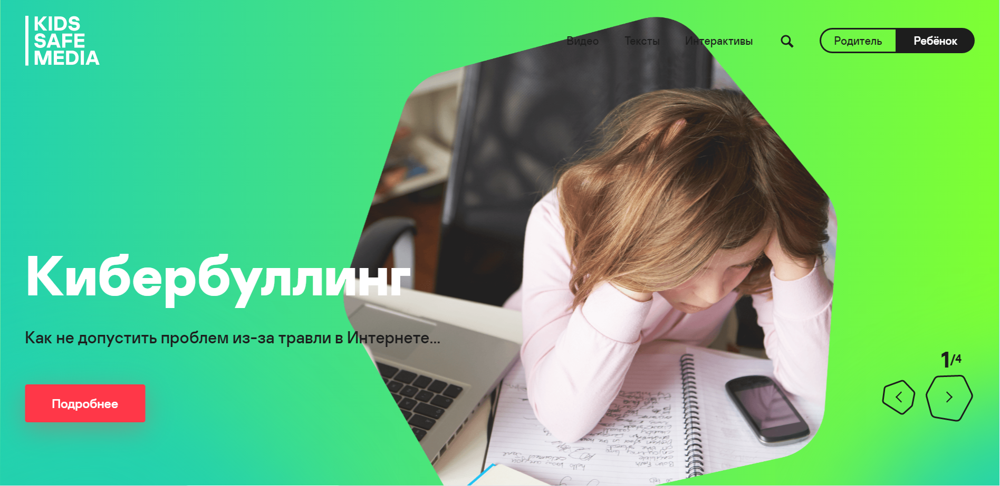 KIDS
SAFE
MEDIA
Видео
Тексты
Интерактивы
Родитель
Ребёнок
Кибербуллинг
Как не допустить проблем из-за травли в Интернете...
Подробнее
1/4